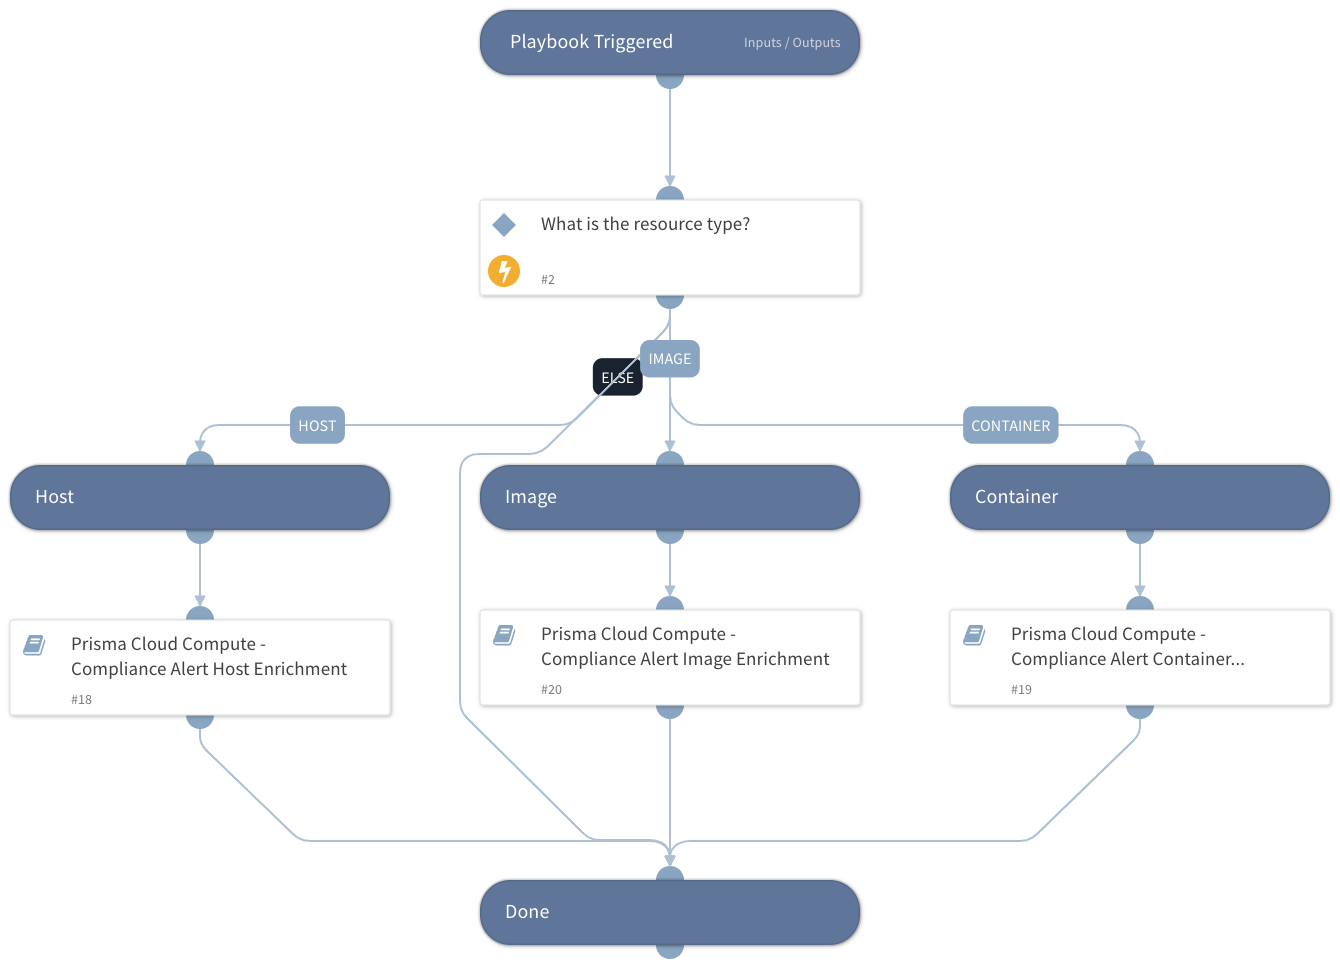 Playbook Triggered
Inputs / Outputs
What is the resource type?
#2
IMAGE
ELSE
HOST
CONTAINER
Host
Image
Container
Prisma Cloud Compute -
Compliance Alert Host Enrichment
#18
Prisma Cloud Compute -
Compliance Alert Image Enrichment
#20
Prisma Cloud Compute -
Compliance Alert Container...
#19
Done